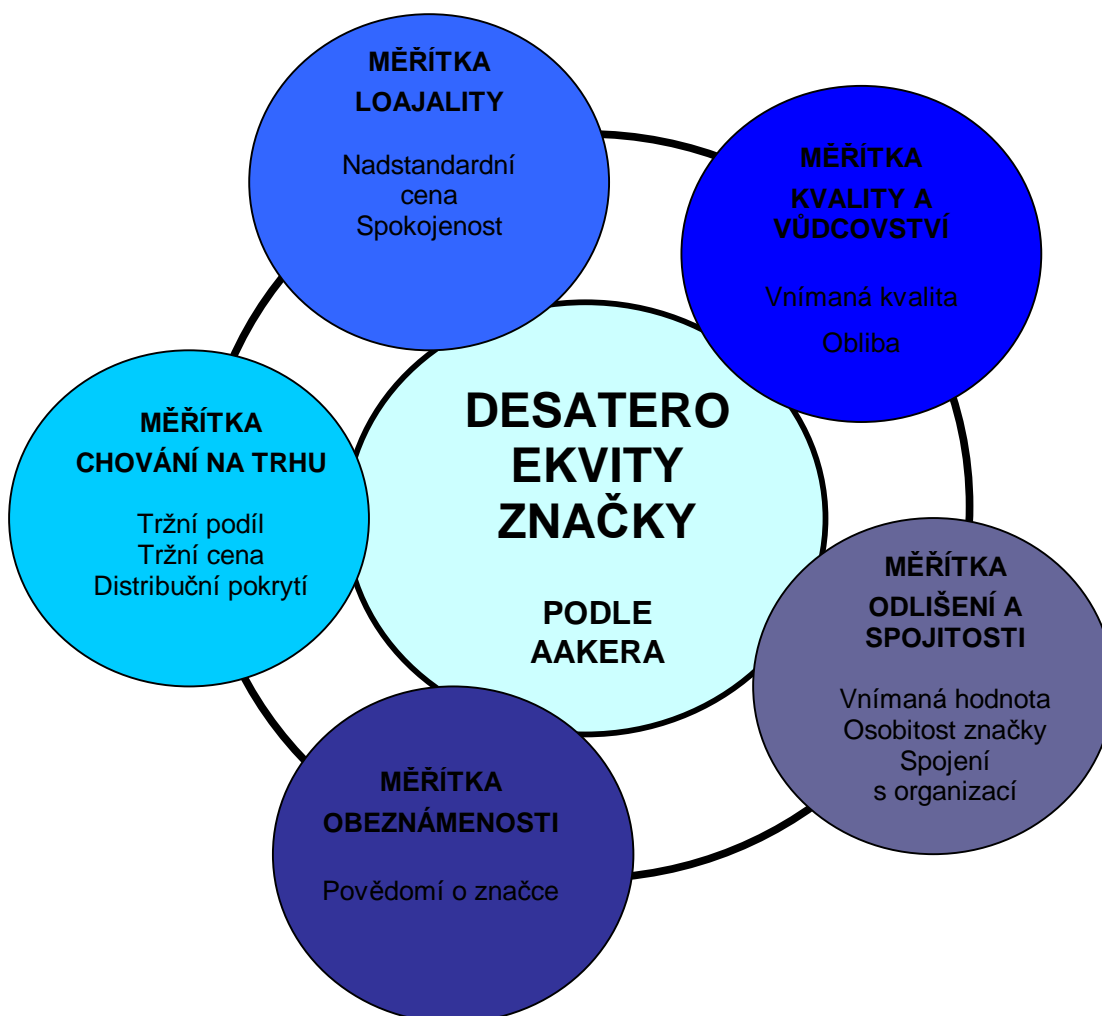 MĚŘÍTKA
LOAJALITY
Nadstandardní
cena
Spokojenost
MĚŘÍTKA
KVALITY A
VŮDCOVSTVÍ
Vnímaná kvalita
Obliba
DESATERO
EKVITY
ZNAČKY
PODLE
AAKERA
MĚŘÍTKA
CHOVÁNÍ NA TRHU
Tržní podíl
Tržní cena
Distribuční pokrytí
MĚŘÍTKA
ODLIŠENÍ A
SPOJITOSTI
Vnímaná hodnota
Osobitost značky
Spojení
s organizací
MĚŘÍTKA
OBEZNÁMENOSTI
Povědomí o značce